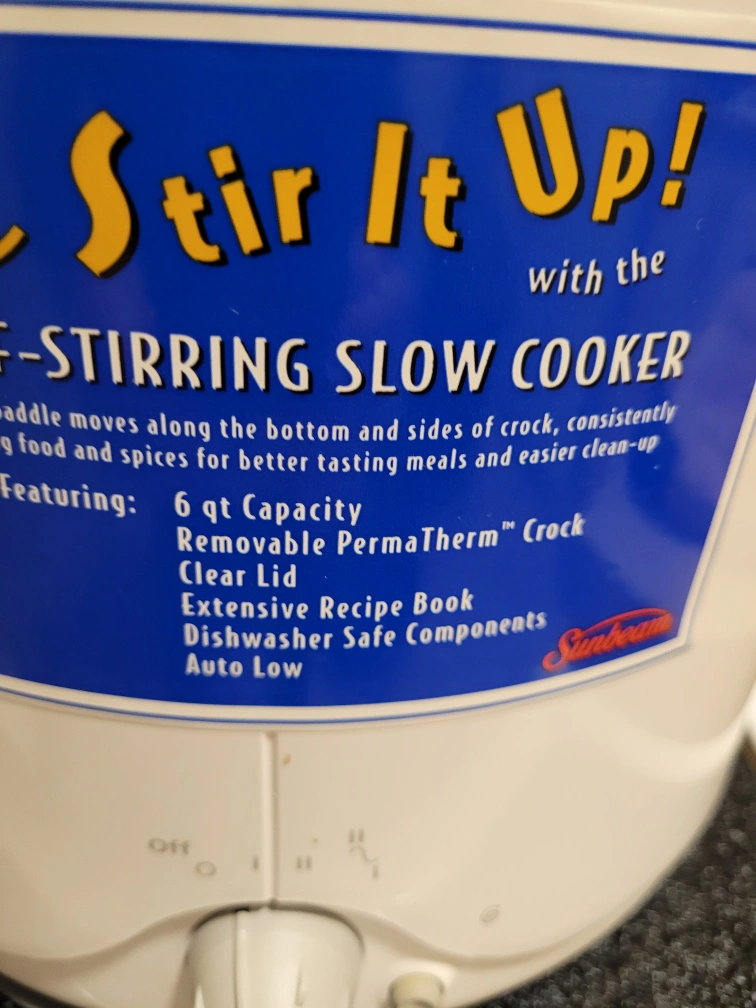 Stir It Up!
with the
-STIRRING SLOW COOKER
moves along the bottom and sides of crock, consistently
food and spices for better tasting meals and easier clean-up
Featuring:
6 qt Capacity
Removable PermaTherm™ Crock
Clear Lid
Extensive Recipe Book
Dishwasher Safe Components
Auto Low
Sunbeam
Off
O I II II
I